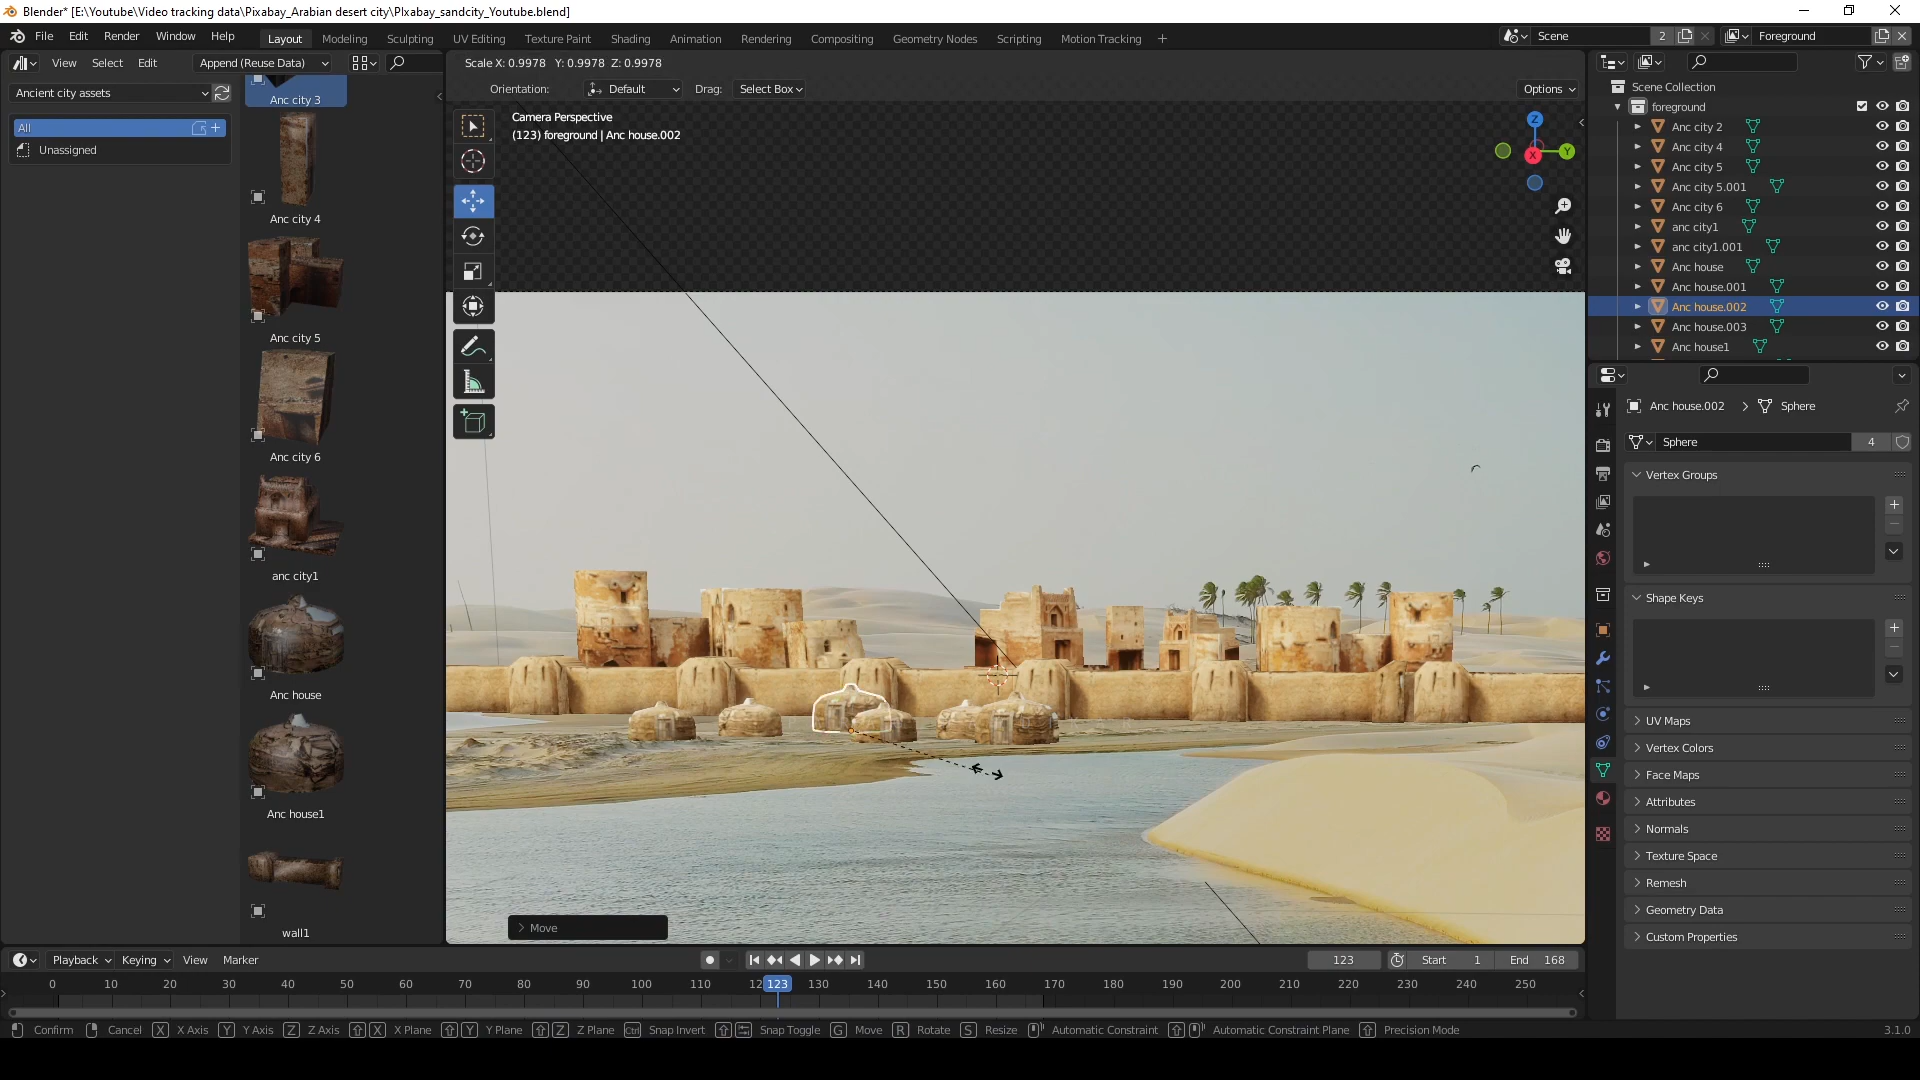 Blender* [E:\Youtube\Video tracking data\Pixabay_Arabian desert city\PIxabay_sandcity_Youtube.blend]
File Edit Render Window Help
Layout Modeling Sculpting UV Editing Texture Paint Shading Animation Rendering Compositing Geometry Nodes Scripting Motion Tracking +
Scene 2
Foreground
View Select Edit Append (Reuse Data)
Scale X: 0.9978 Y: 0.9978 Z: 0.9978
Ancient city assets
Orientation: Default Drag: Select Box Options
All
Unassigned
Anc city 3
Anc city 4
Anc city 5
Anc city 6
anc city1
Anc house
Anc house1
wall1
Camera Perspective
(123) foreground | Anc house.002
Z
Y
X
Move
Scene Collection
foreground
Anc city 2
Anc city 4
Anc city 5
Anc city 5.001
Anc city 6
anc city1
anc city1.001
Anc house
Anc house.001
Anc house.002
Anc house.003
Anc house1
Anc house.002 > Sphere
Sphere 4
Vertex Groups
Shape Keys
UV Maps
Vertex Colors
Face Maps
Attributes
Normals
Texture Space
Remesh
Geometry Data
Custom Properties
Playback Keying View Marker
123 Start 1 End 168
0 10 20 30 40 50 60 70 80 90 100 110 12 123 130 140 150 160 170 180 190 200 210 220 230 240 250
Confirm Cancel X X Axis Y Y Axis Z Z Axis X X Plane Y Y Plane Z Z Plane Ctrl Snap Invert Snap Toggle G Move R Rotate S Resize Automatic Constraint Automatic Constraint Plane Precision Mode
3.1.0